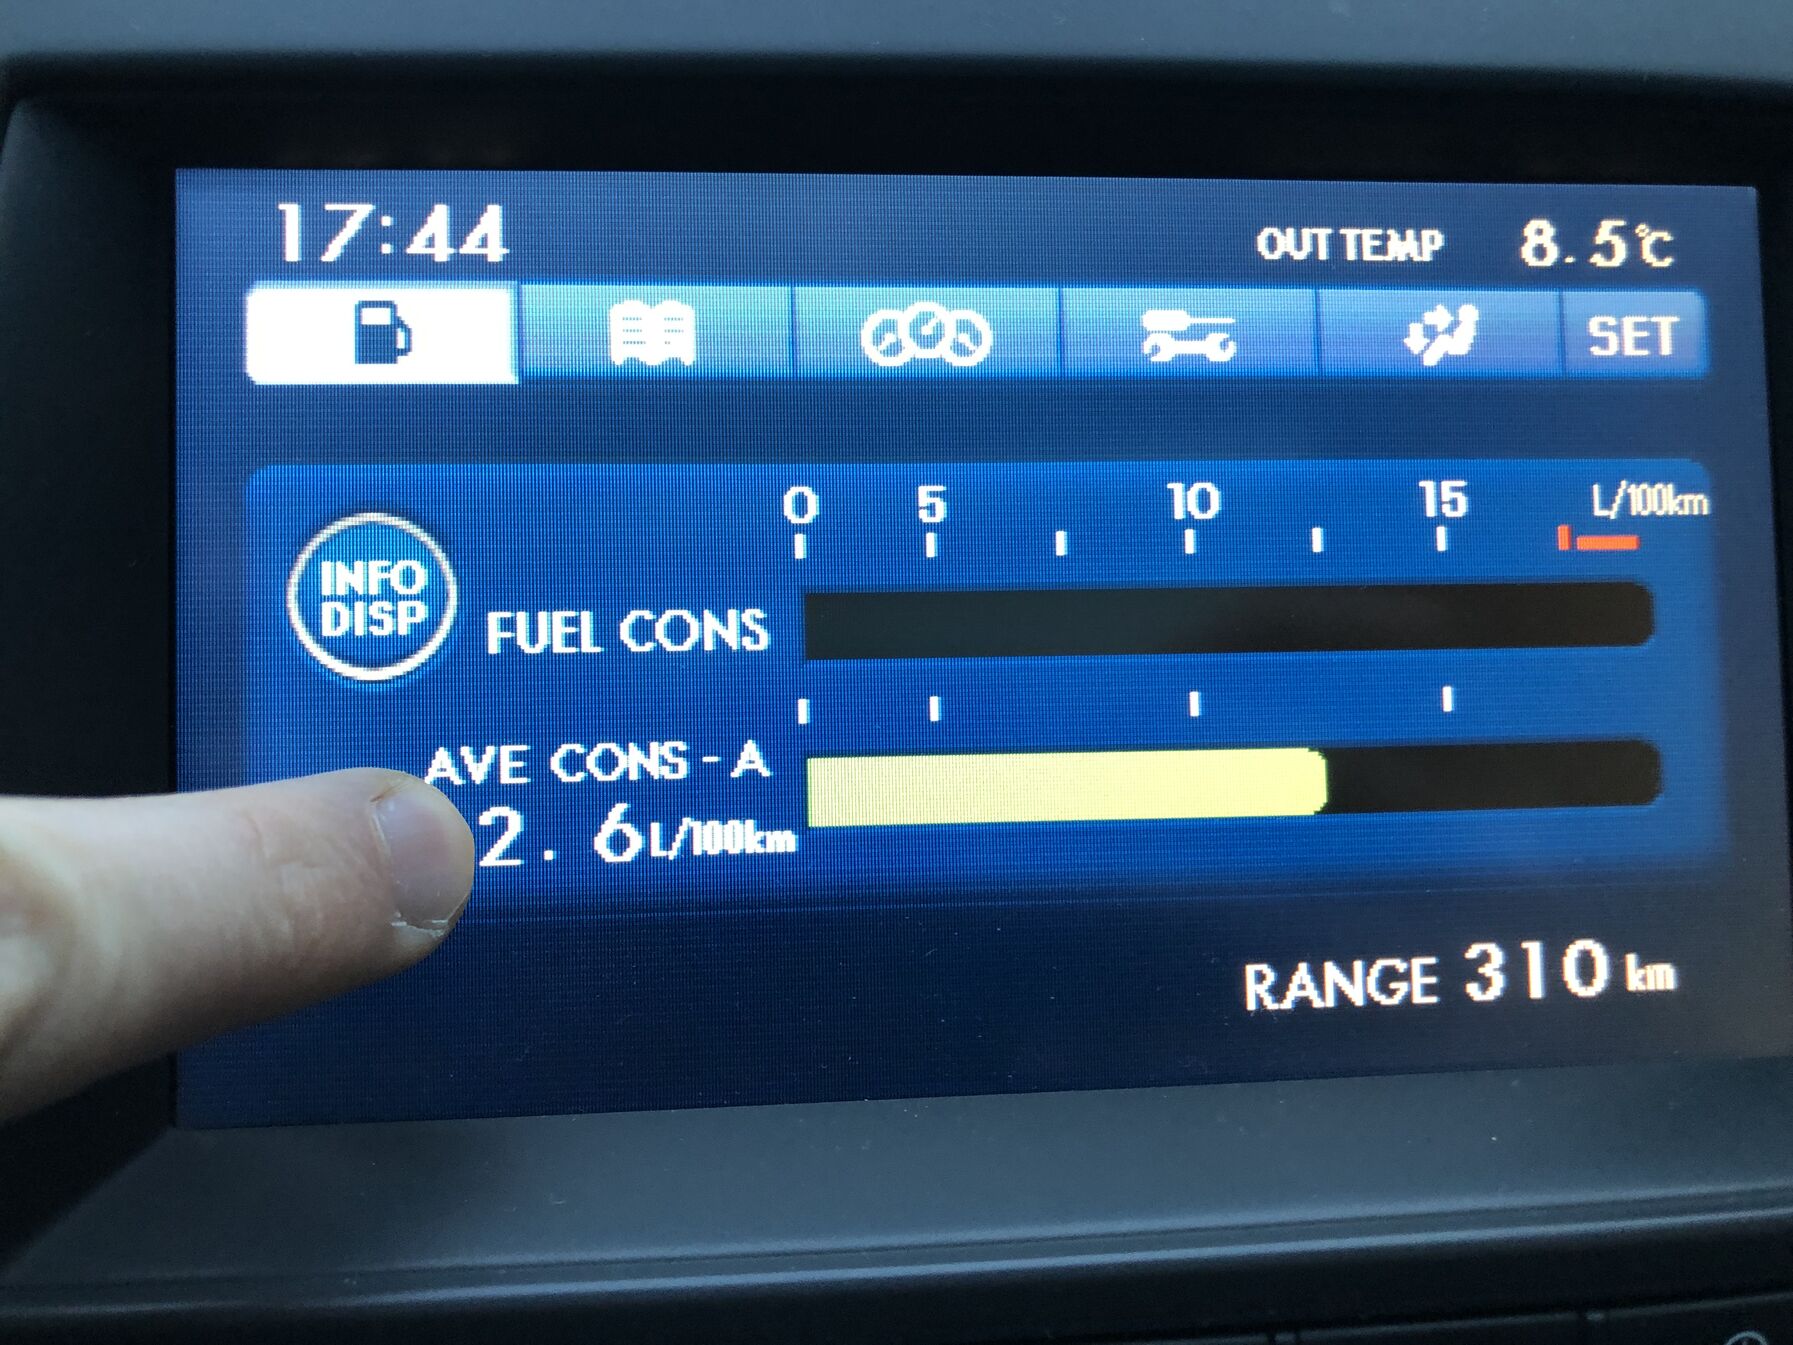 17:44 OUT TEMP 8.5°C
SET
0 5 10 15 L/100km
INFO
DISP
FUEL CONS
AVE CONS - A
2.6 L/100km
RANGE 310 km